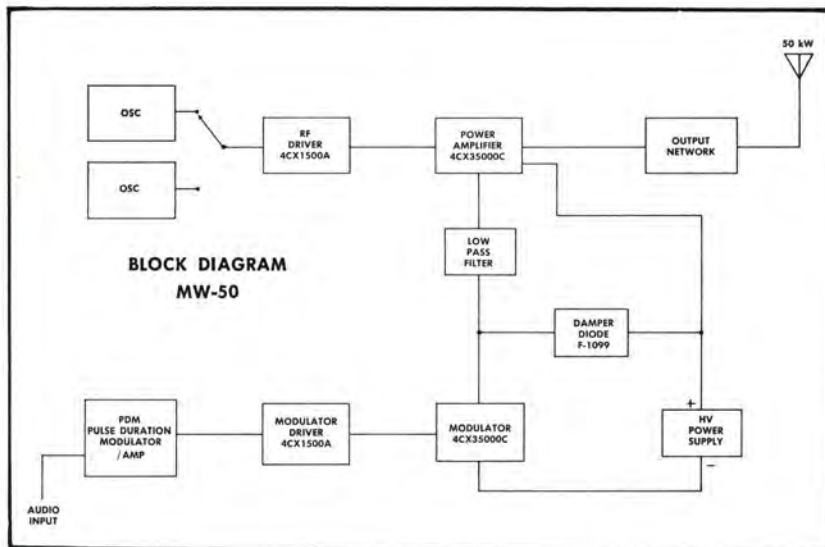 50 kW
OSC
RF
DRIVER
4CX1500A
POWER
AMPLIFIER
4CX35000C
OUTPUT
NETWORK
OSC
LOW
PASS
FILTER
BLOCK DIAGRAM
MW-50
DAMPER
DIODE
F-1099
PDM
PULSE DURATION
MODULATOR
/AMP
MODULATOR
DRIVER
4CX1500A
MODULATOR
4CX35000C
+
HV
POWER
SUPPLY
−
AUDIO
INPUT